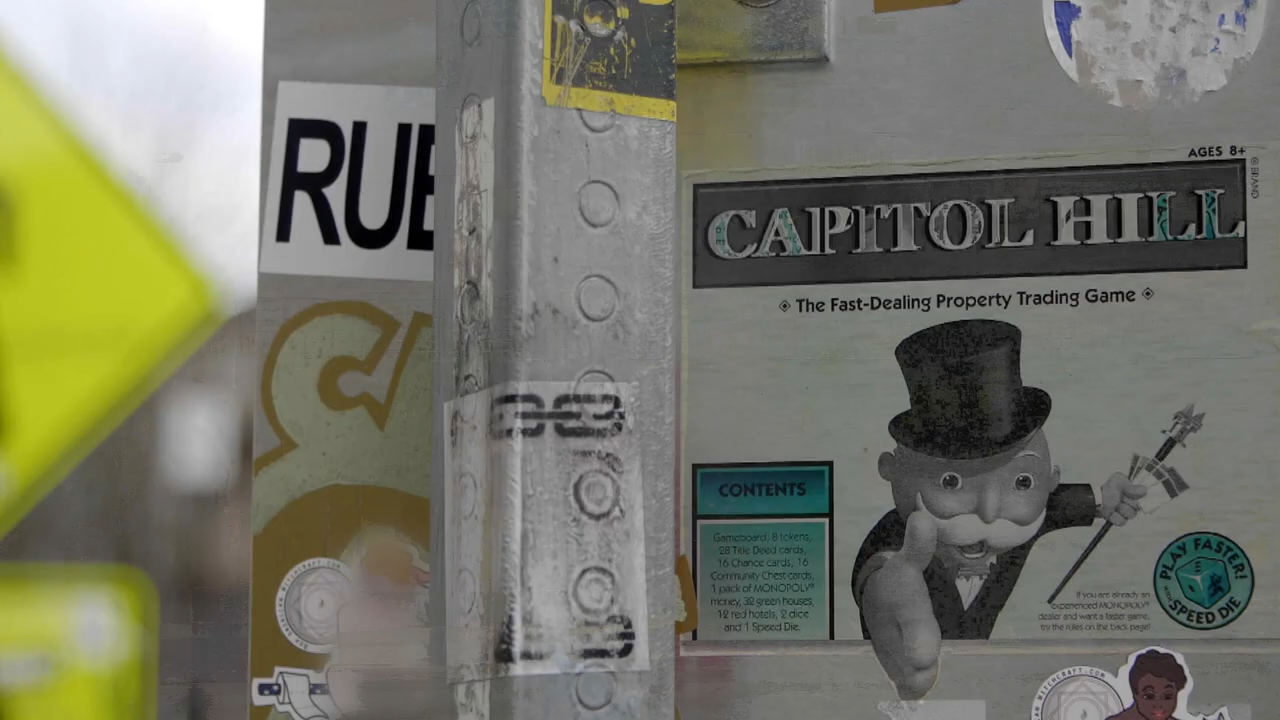 RUB
AGES 8+
© BRAND
CAPITOL HILL
The Fast-Dealing Property Trading Game
CONTENTS
Gameboard, 8 tokens,
28 Title Deed cards,
16 Chance cards, 16
Community Chest cards,
1 pack of MONOPOLY®
money, 32 green houses,
12 red hotels, 2 dice
and 1 Speed Die.
If you are already an
experienced MONOPOLY®
dealer and want a faster game,
try the rules on the back page!
PLAY FASTER!
SPEED DIE